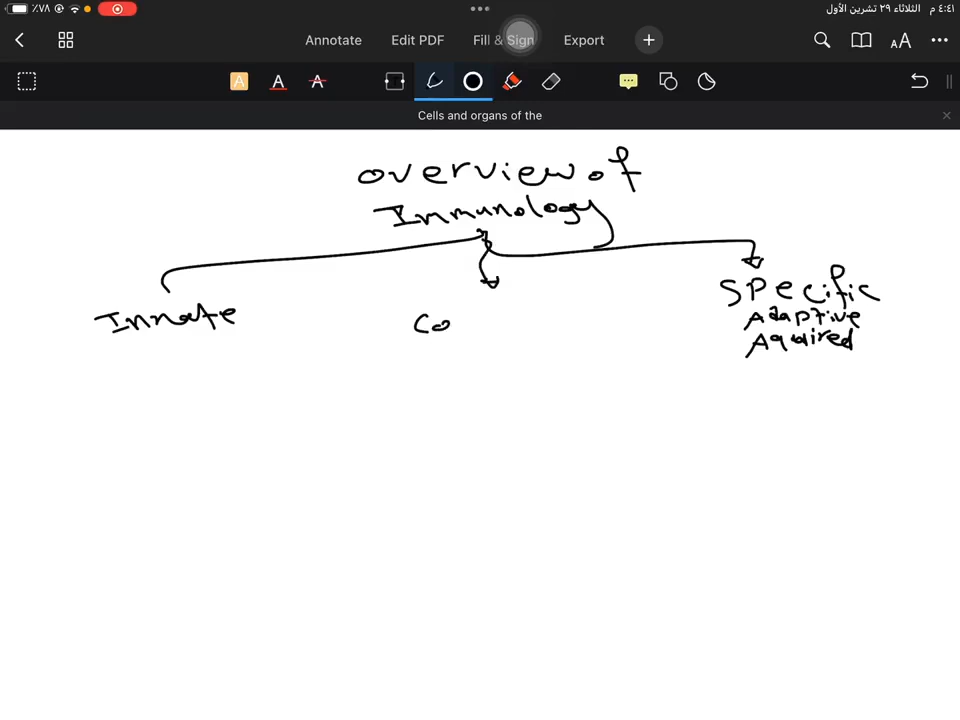 ٧٨٪ ٤:٤١ م الثلاثاء ٢٩ تشرين الأول
Annotate Edit PDF Fill & Sign Export
Cells and organs of the
overview of
Immunology
Innate Co Specific
Adaptive
Aquired